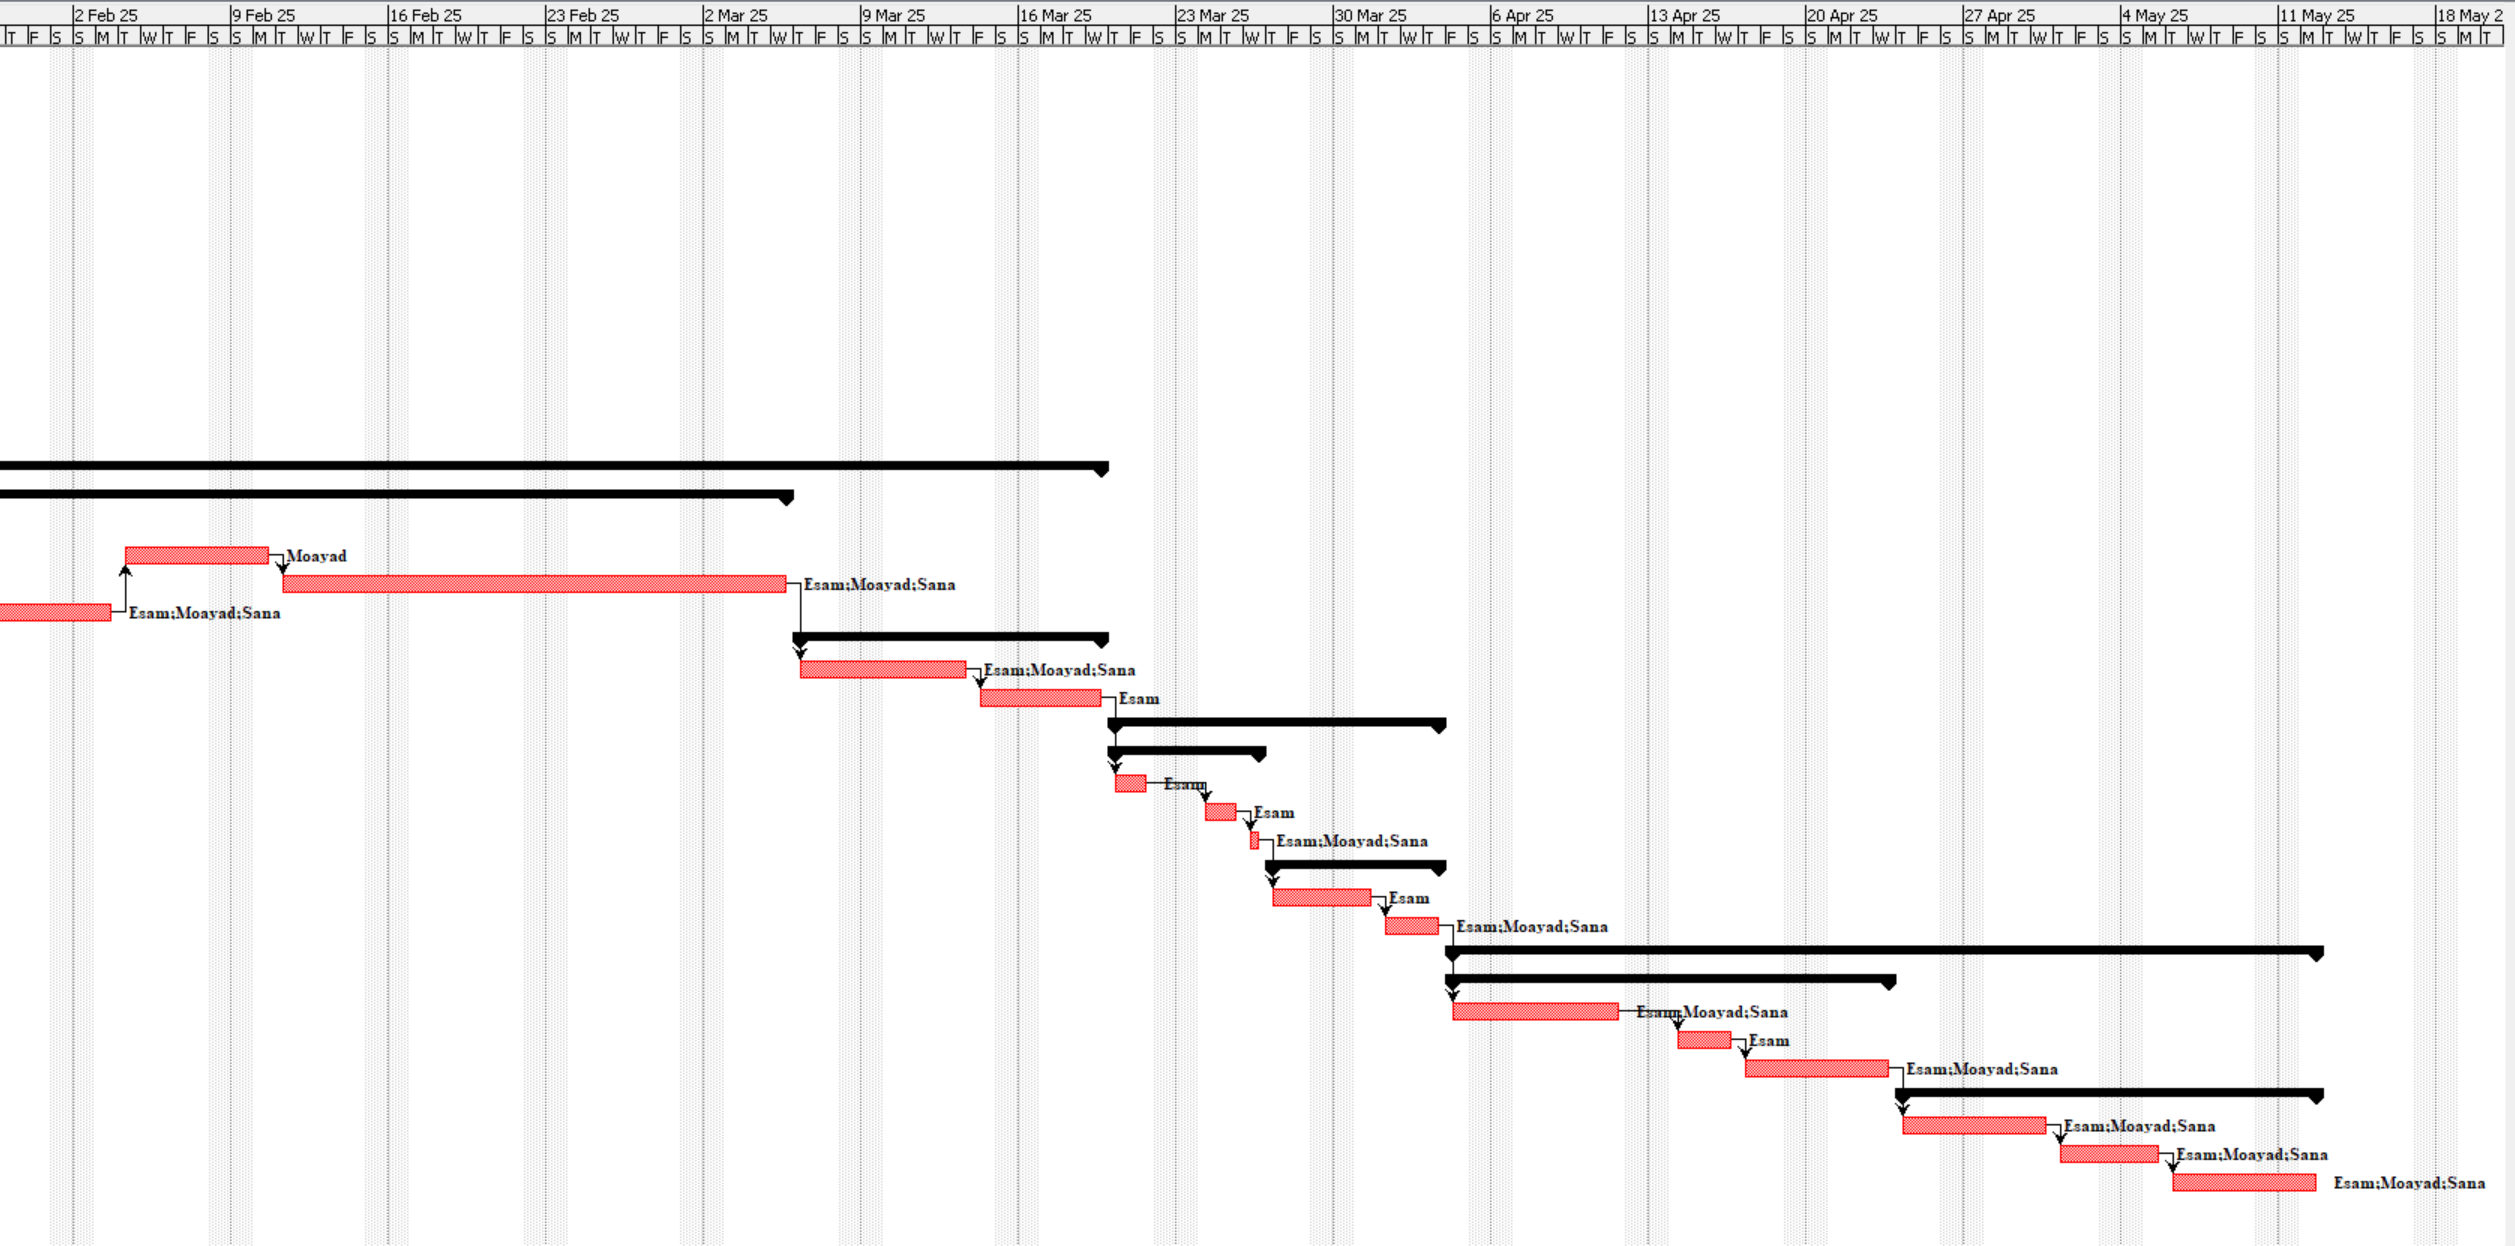 2 Feb 25 9 Feb 25 16 Feb 25 23 Feb 25 2 Mar 25 9 Mar 25 16 Mar 25 23 Mar 25 30 Mar 25 6 Apr 25 13 Apr 25 20 Apr 25 27 Apr 25 4 May 25 11 May 25 18 May 2
T F S S M T W T F S S M T W T F S S M T W T F S S M T W T F S S M T W T F S S M T W T F S S M T W T F S S M T W T F S S M T W T F S S M T W T F S S M T W T F S S M T W T F S S M T W T F S S M T W T F S S M T W T F S S M T
Moayad
Esam;Moayad;Sana
Esam;Moayad;Sana
Esam;Moayad;Sana
Esam
Esam
Esam
Esam;Moayad;Sana
Esam
Esam;Moayad;Sana
Esam;Moayad;Sana
Esam
Esam;Moayad;Sana
Esam;Moayad;Sana
Esam;Moayad;Sana
Esam;Moayad;Sana